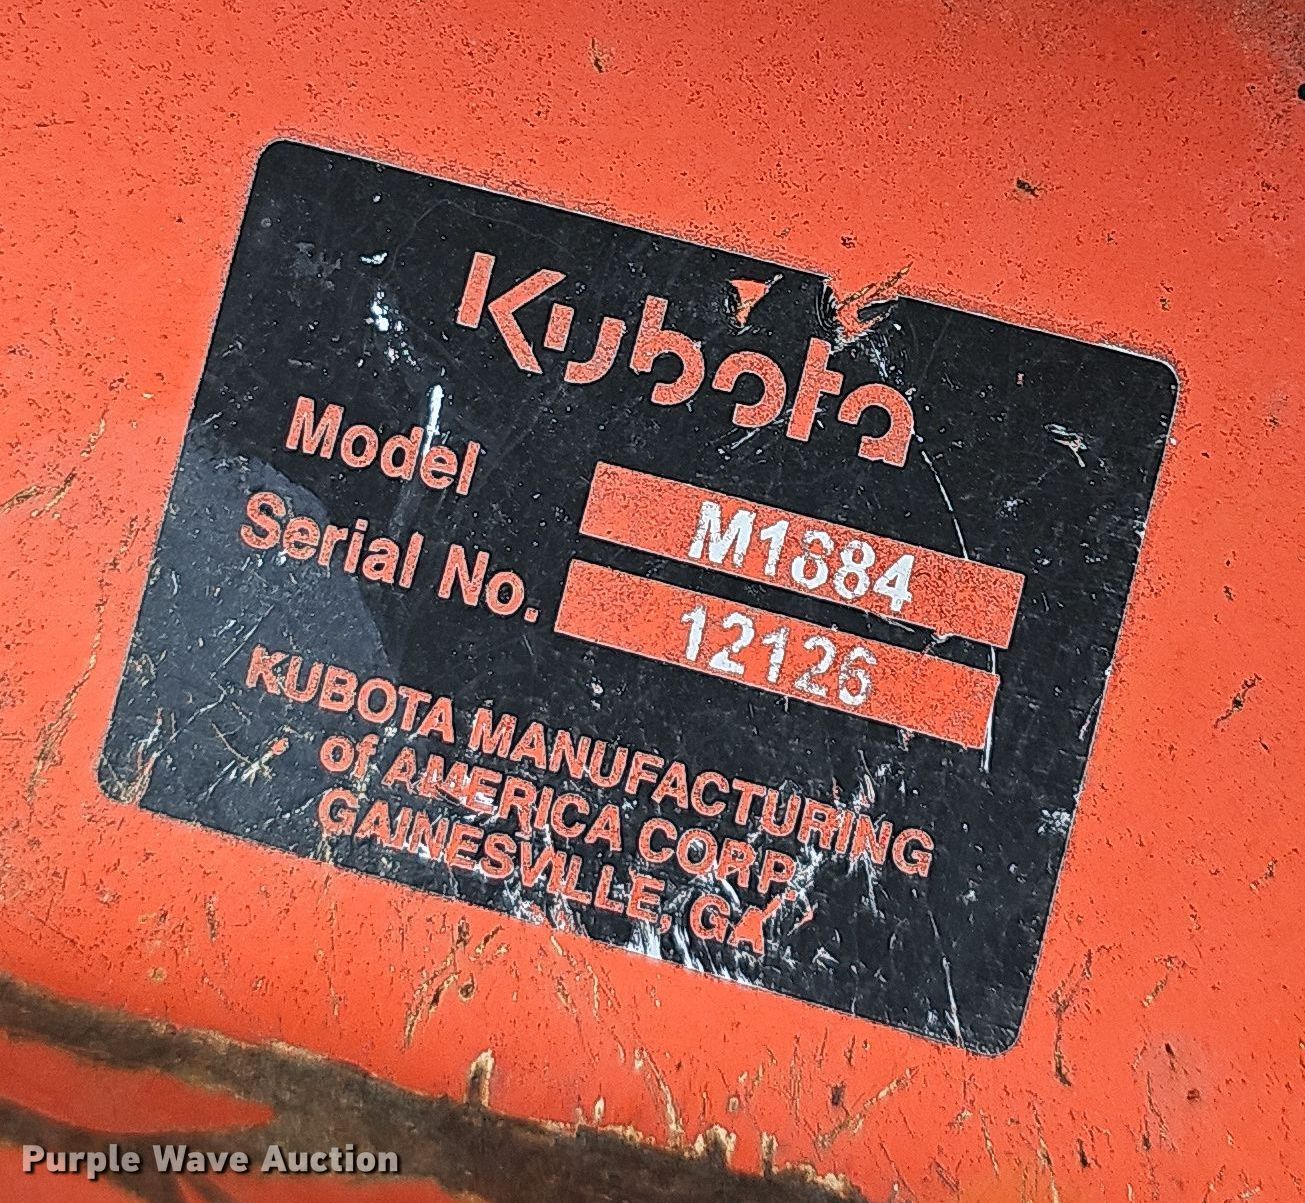 Kubota
Model M1884
Serial No. 12126
KUBOTA MANUFACTURING
of AMERICA CORP.
GAINESVILLE, GA
Purple Wave Auction